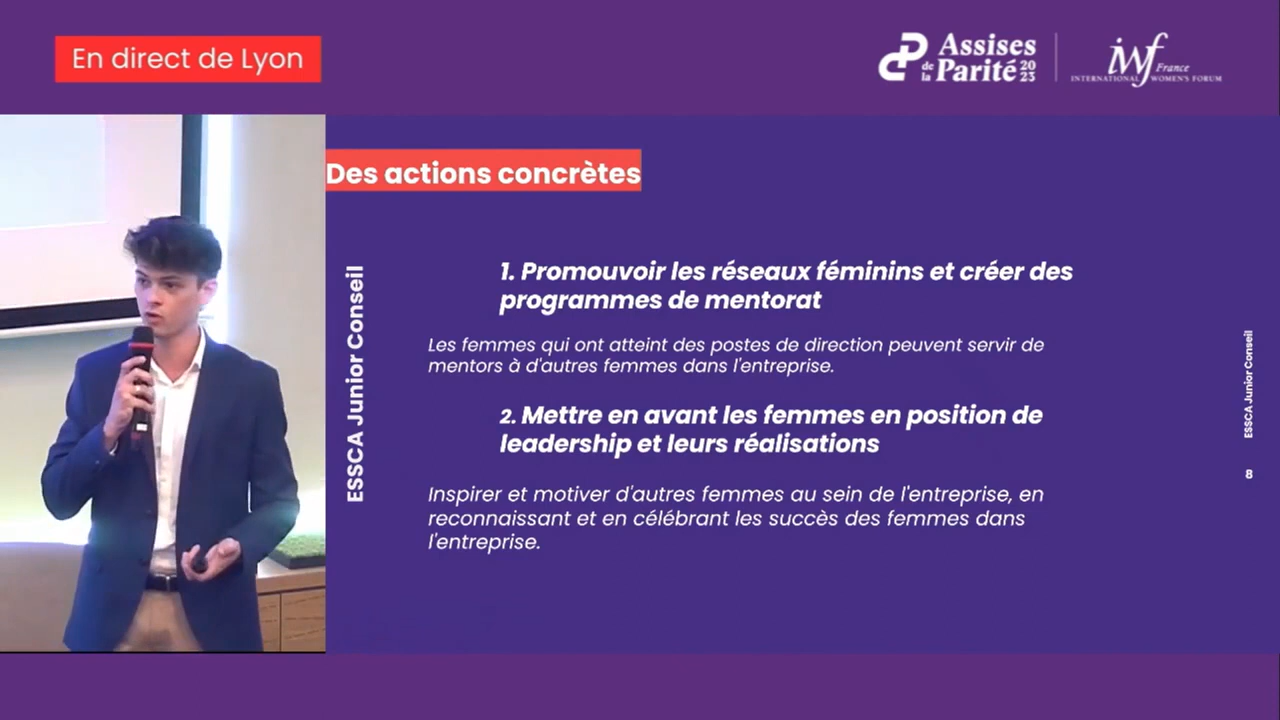 En direct de Lyon
Assises
de la Parité 20 23
iwf France
INTERNATIONAL WOMEN'S FORUM
Des actions concrètes
ESSCA Junior Conseil
1. Promouvoir les réseaux féminins et créer des
programmes de mentorat
Les femmes qui ont atteint des postes de direction peuvent servir de
mentors à d'autres femmes dans l'entreprise.
2. Mettre en avant les femmes en position de
leadership et leurs réalisations
Inspirer et motiver d'autres femmes au sein de l'entreprise, en
reconnaissant et en célébrant les succès des femmes dans
l'entreprise.
ESSCA Junior Conseil
8